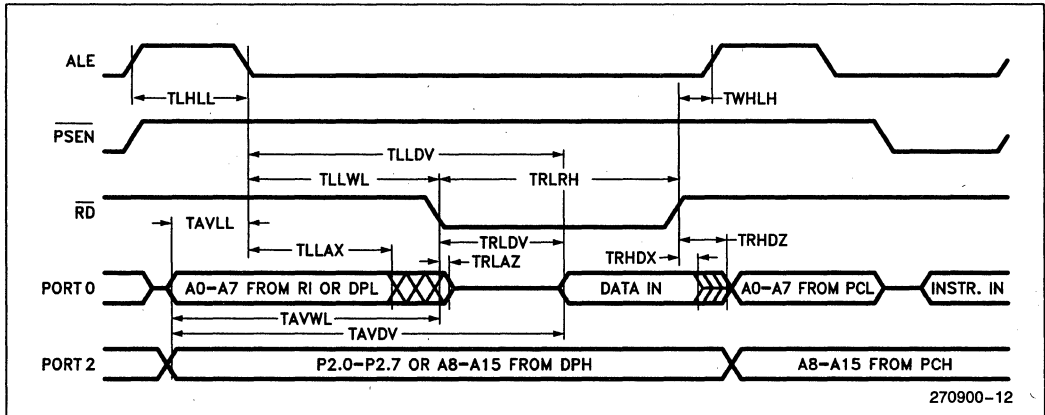 ALE
TLHLL
TWHLH
PSEN
TLLDV
TLLWL
TRLRH
RD
TAVLL
TLLAX
TRLDV
TRLAZ
TRHDX
TRHDZ
PORT 0
A0-A7 FROM RI OR DPL
DATA IN
A0-A7 FROM PCL
INSTR. IN
TAVWL
TAVDV
PORT 2
P2.0-P2.7 OR A8-A15 FROM DPH
A8-A15 FROM PCH
270900-12